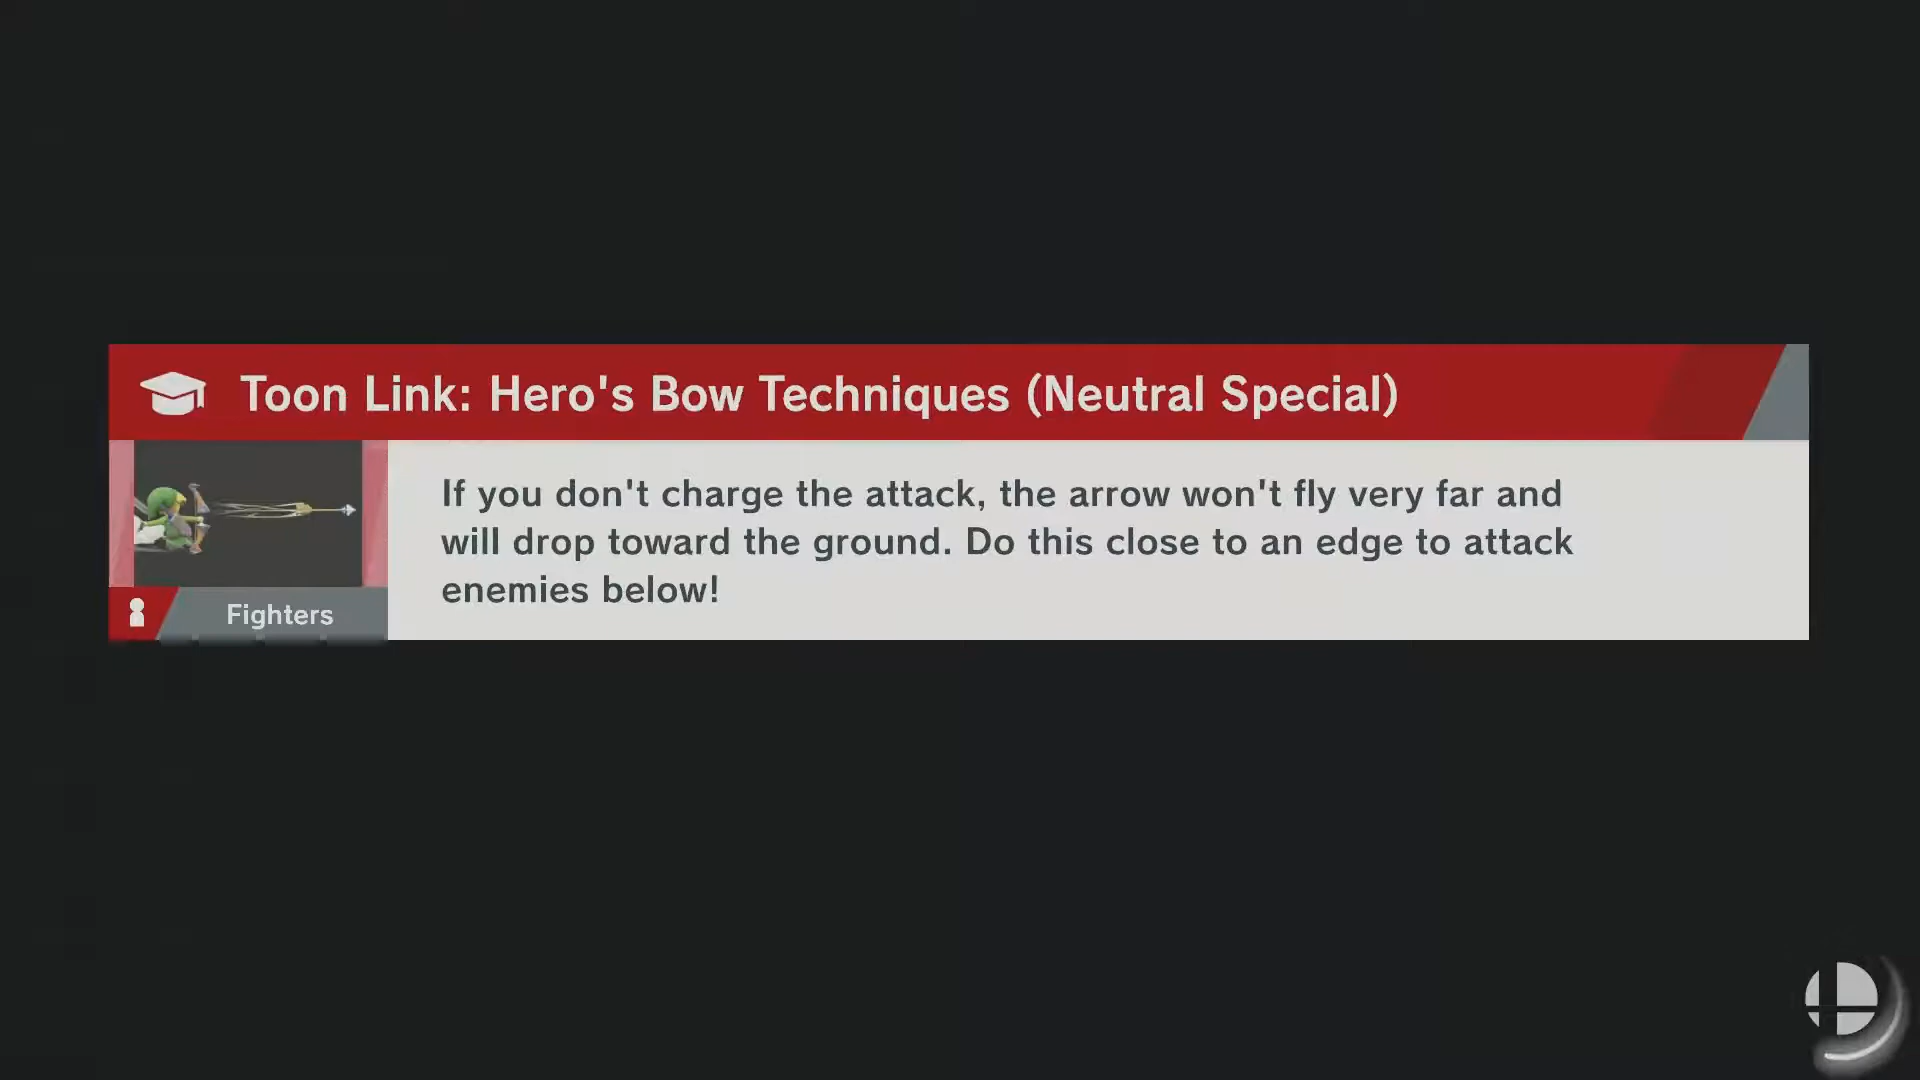 Toon Link: Hero's Bow Techniques (Neutral Special)
If you don't charge the attack, the arrow won't fly very far and
will drop toward the ground. Do this close to an edge to attack
enemies below!
Fighters